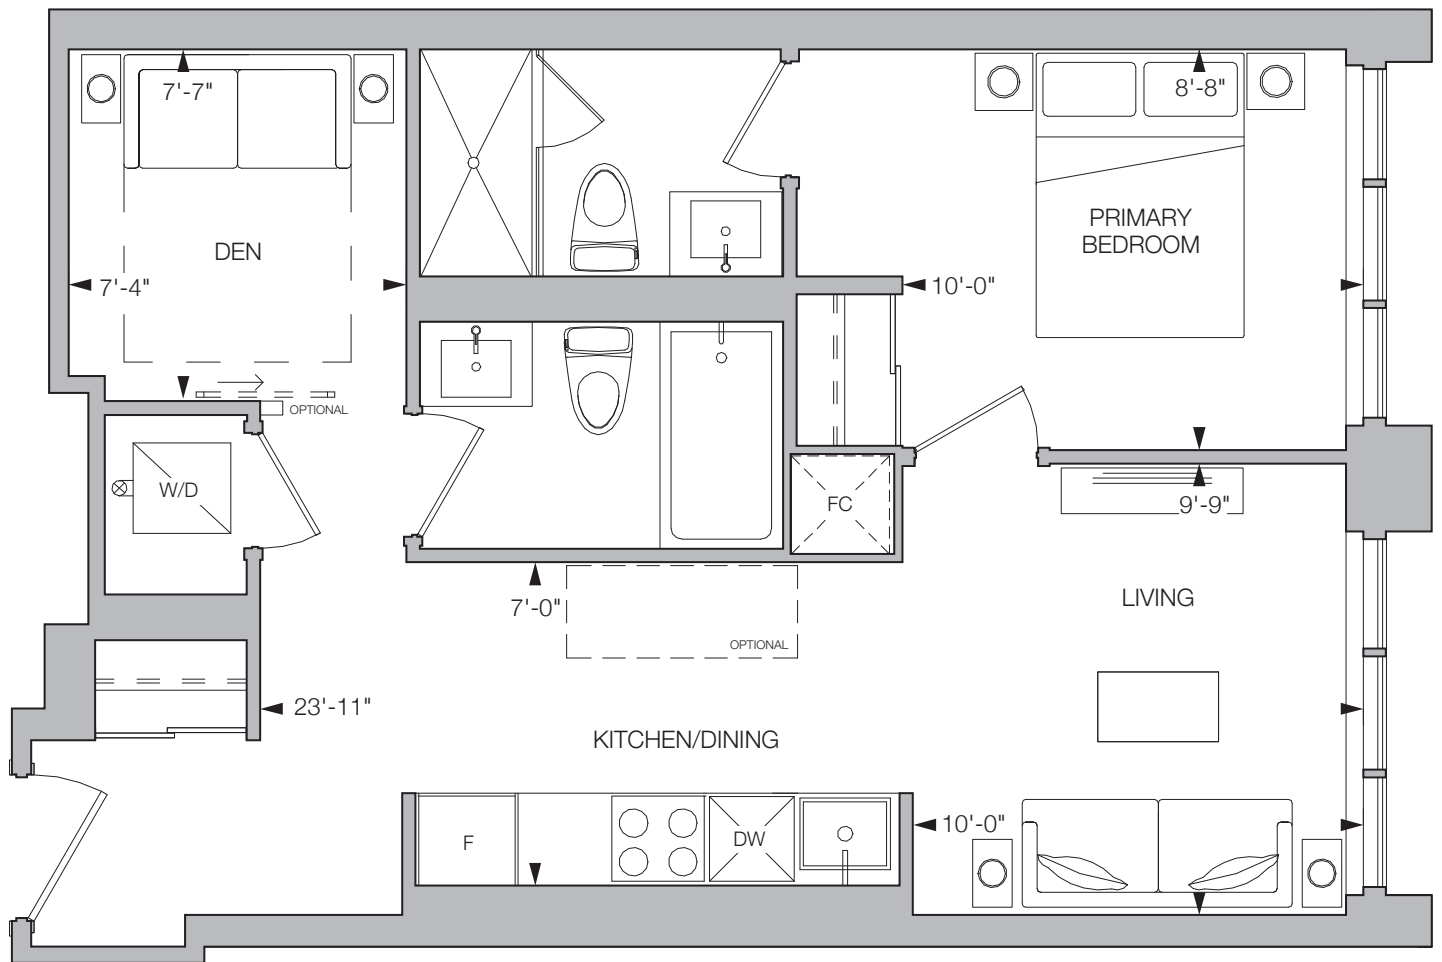 7'-7"
8'-8"
DEN
PRIMARY
BEDROOM
7'-4"
10'-0"
OPTIONAL
W/D
FC
9'-9"
7'-0"
LIVING
OPTIONAL
23'-11"
KITCHEN/DINING
F
DW
10'-0"